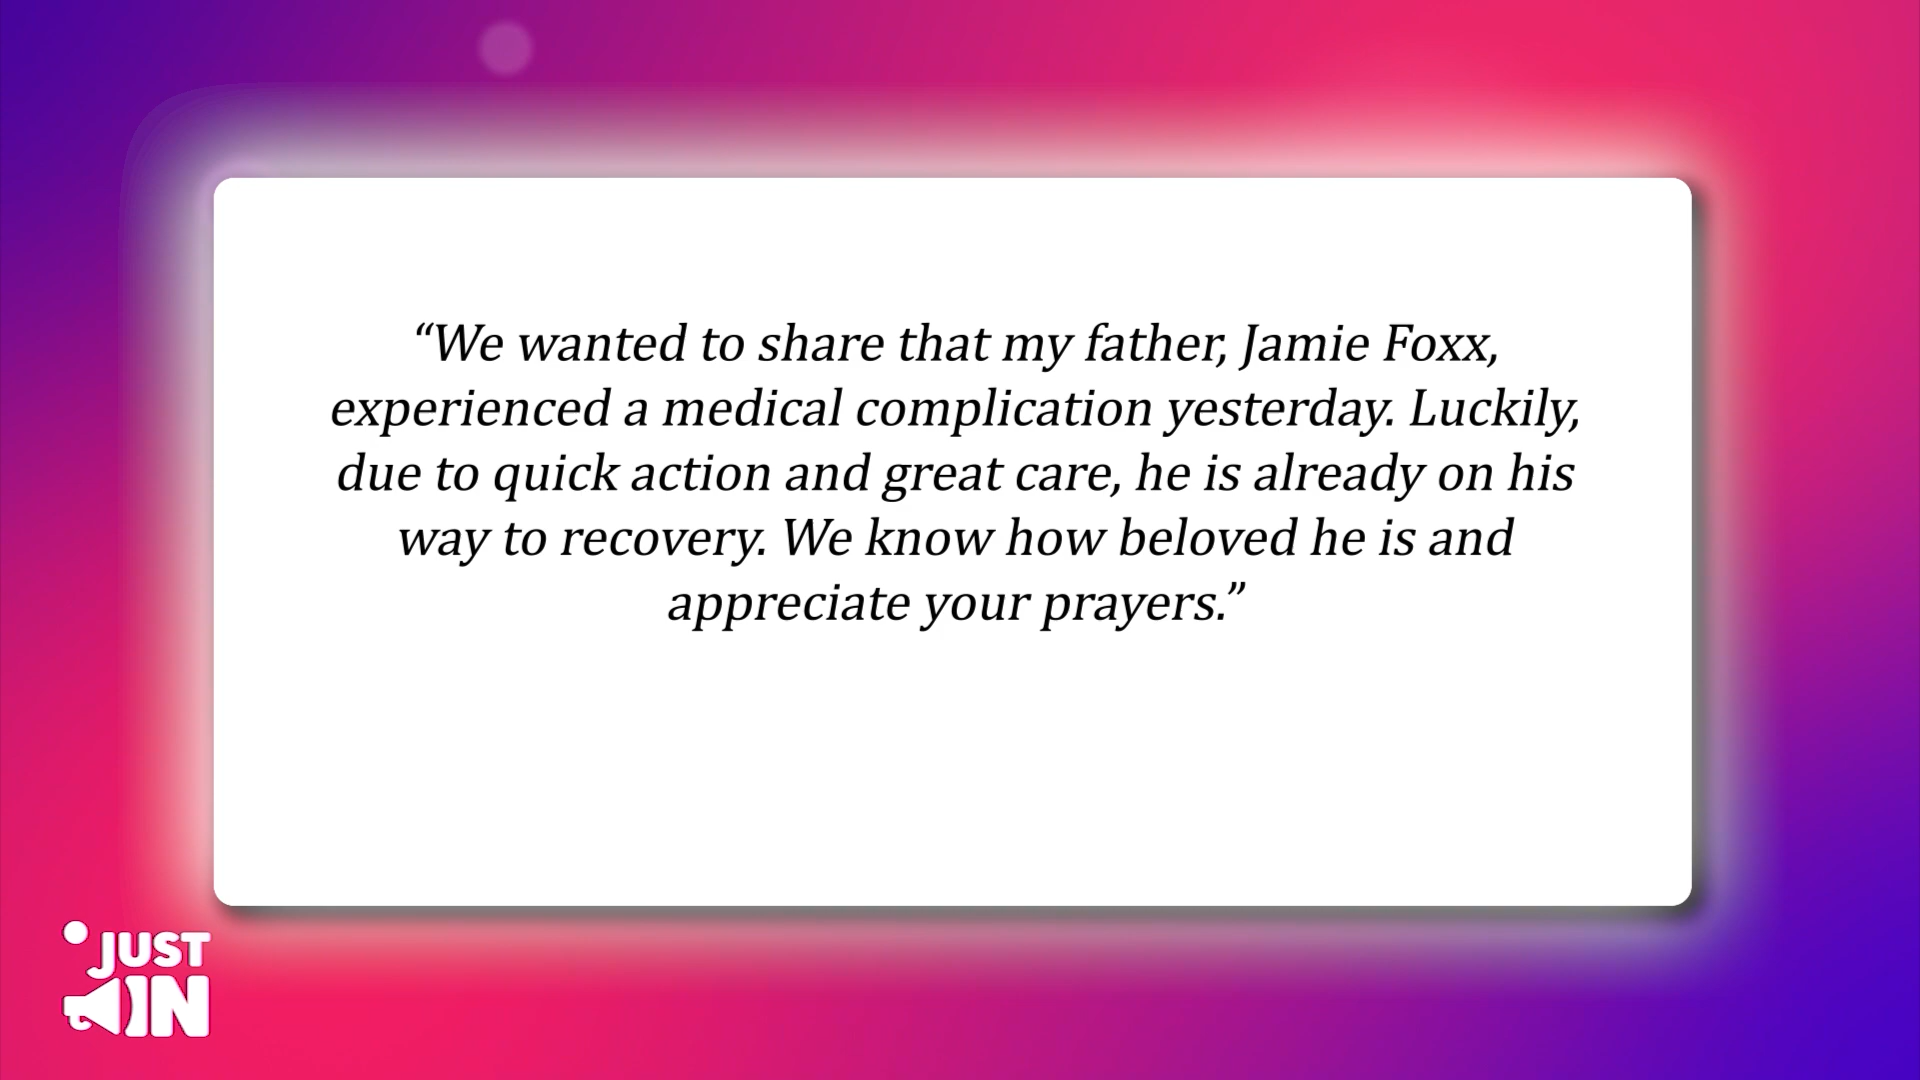 “We wanted to share that my father, Jamie Foxx,
experienced a medical complication yesterday. Luckily,
due to quick action and great care, he is already on his
way to recovery. We know how beloved he is and
appreciate your prayers.”
JUST
IN